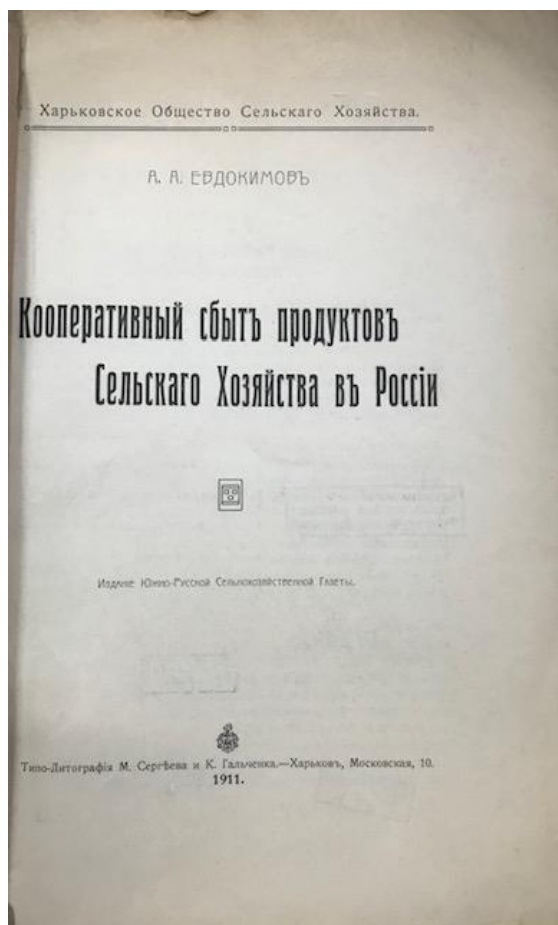 Харьковское Общество Сельскаго Хозяйства.
А. А. ЕВДОКИМОВЪ
Кооперативный сбытъ продуктовъ
Сельскаго Хозяйства въ Россіи
Изданіе Южно-Русской Сельскохозяйственной Газеты.
Типо-Литографія М. Сергѣева и К. Гальченка.—Харьковъ, Московская, 10.
1911.